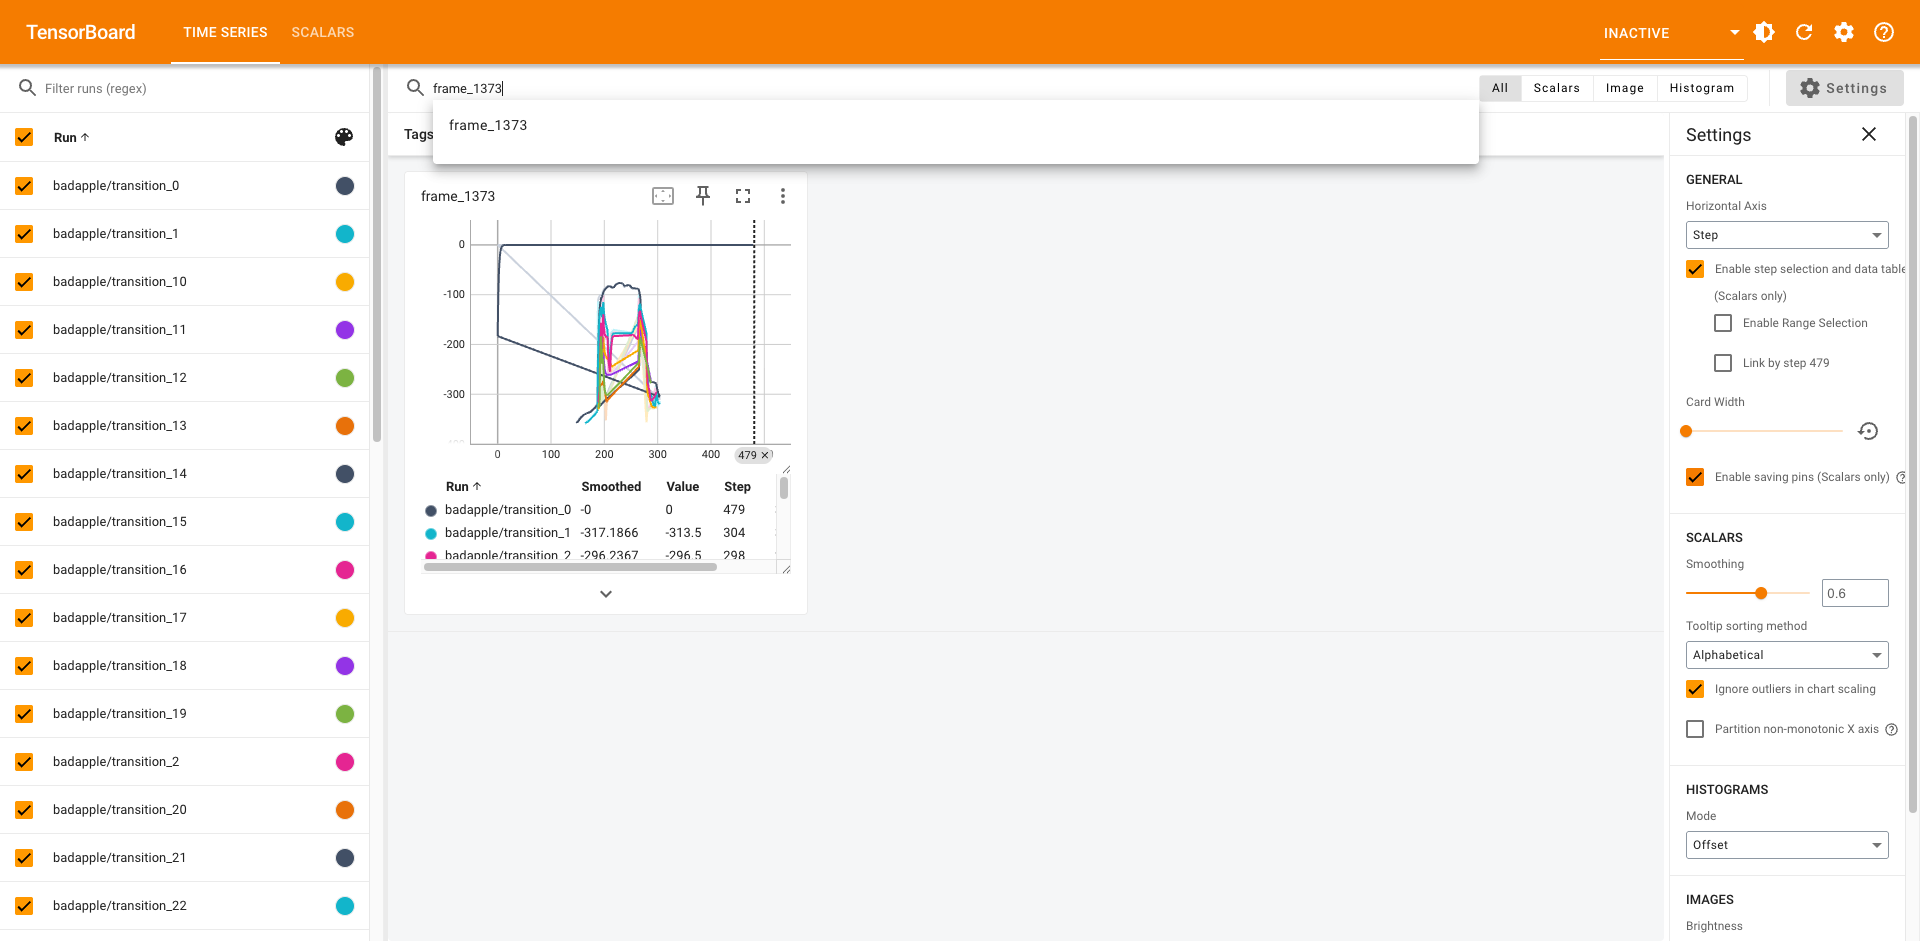 TensorBoard
TIME SERIES
SCALARS
INACTIVE
Filter runs (regex)
frame_1373
All
Scalars
Image
Histogram
Settings
frame_1373
Tags
Run
badapple/transition_0
badapple/transition_1
badapple/transition_10
badapple/transition_11
badapple/transition_12
badapple/transition_13
badapple/transition_14
badapple/transition_15
badapple/transition_16
badapple/transition_17
badapple/transition_18
badapple/transition_19
badapple/transition_2
badapple/transition_20
badapple/transition_21
badapple/transition_22
frame_1373
0
-100
-200
-300
0 100 200 300 400 479
Run Smoothed Value Step
badapple/transition_0 -0 0 479
badapple/transition_1 -317.1866 -313.5 304
badapple/transition_2 -296.2367 -296.5 298
Settings
GENERAL
Horizontal Axis
Step
Enable step selection and data table
(Scalars only)
Enable Range Selection
Link by step 479
Card Width
Enable saving pins (Scalars only)
SCALARS
Smoothing
0.6
Tooltip sorting method
Alphabetical
Ignore outliers in chart scaling
Partition non-monotonic X axis
HISTOGRAMS
Mode
Offset
IMAGES
Brightness